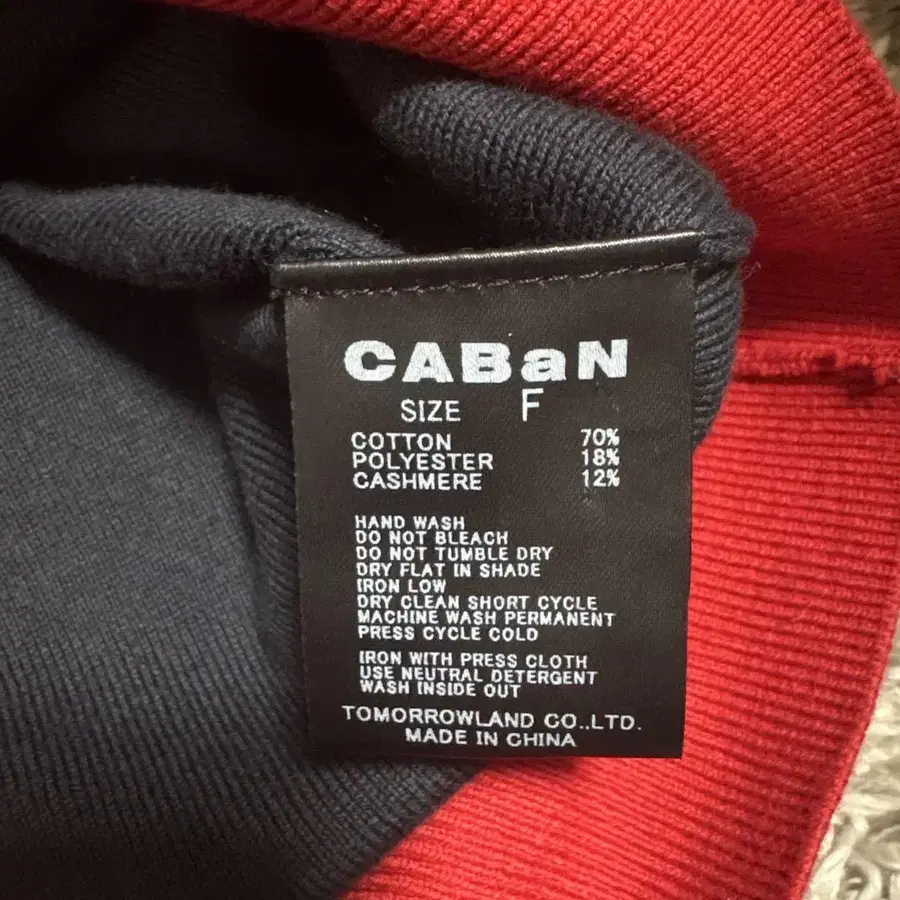 CABaN
SIZE F
COTTON 70%
POLYESTER 18%
CASHMERE 12%
HAND WASH
DO NOT BLEACH
DO NOT TUMBLE DRY
DRY FLAT IN SHADE
IRON LOW
DRY CLEAN SHORT CYCLE
MACHINE WASH PERMANENT
PRESS CYCLE COLD
IRON WITH PRESS CLOTH
USE NEUTRAL DETERGENT
WASH INSIDE OUT
TOMORROWLAND CO.,LTD.
MADE IN CHINA